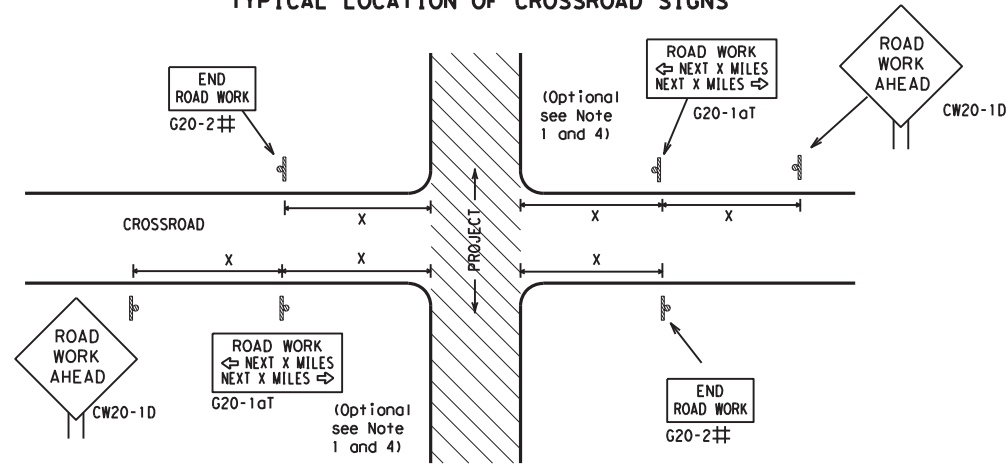 TYPICAL LOCATION OF CROSSROAD SIGNS
END
ROAD WORK
G20-2#
ROAD WORK
⇦ NEXT X MILES
NEXT X MILES ⇨
G20-1aT
(Optional
see Note
1 and 4)
ROAD
WORK
AHEAD
CW20-1D
X
X
X
CROSSROAD
PROJECT
X
X
X
ROAD
WORK
AHEAD
CW20-1D
ROAD WORK
⇦ NEXT X MILES
NEXT X MILES ⇨
G20-1aT
(Optional
see Note
1 and 4)
END
ROAD WORK
G20-2#